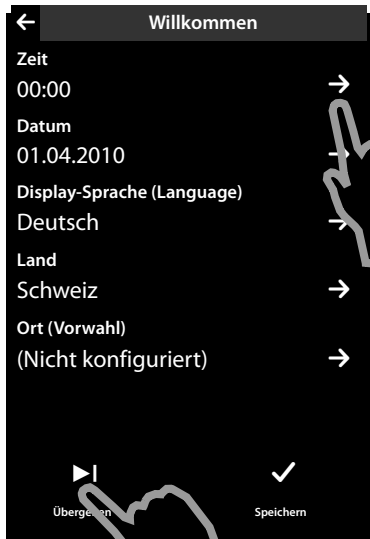 Willkommen
Zeit
00:00
Datum
01.04.2010
Display-Sprache (Language)
Deutsch
Land
Schweiz
Ort (Vorwahl)
(Nicht konfiguriert)
Übergehen
Speichern